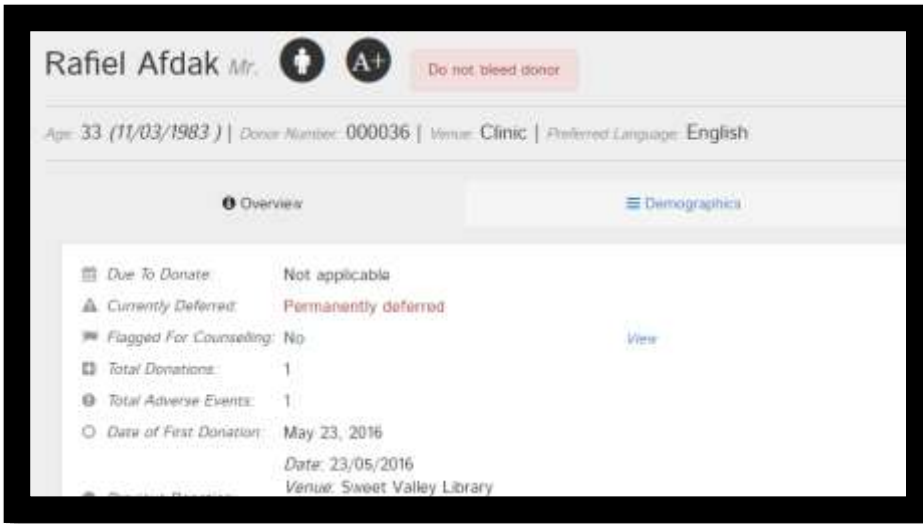 Rafiel Afdak Mr. A+ Do not bleed donor
Age: 33 (11/03/1983 ) | Donor Number: 000036 | Venue: Clinic | Preferred Language: English
Overview Demographics
Due To Donate: Not applicable
Currently Deferred: Permanently deferred
Flagged For Counselling: No View
Total Donations: 1
Total Adverse Events: 1
Date of First Donation: May 23, 2016
Date: 23/05/2016
Venue: Sweet Valley Library